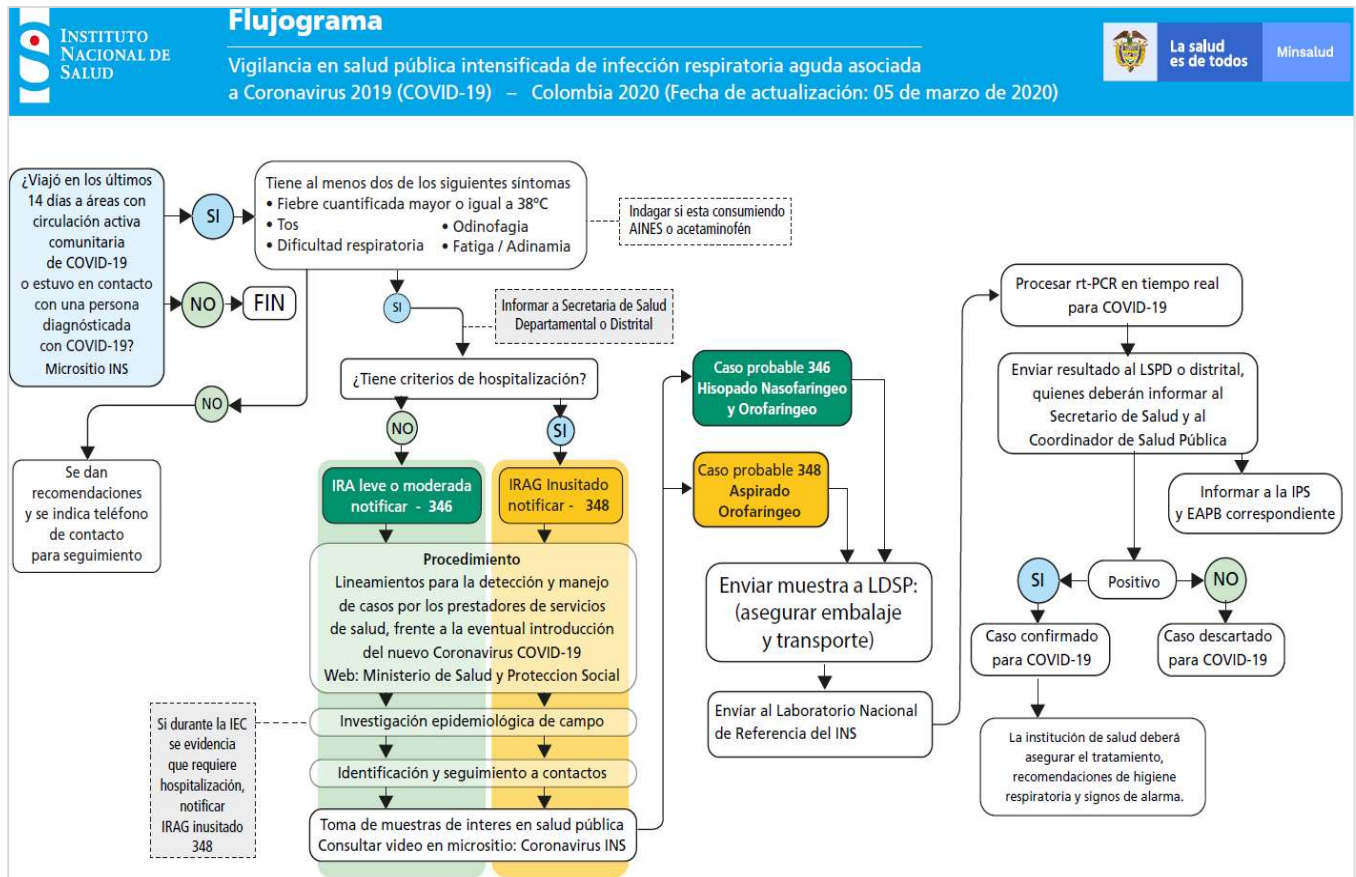 INSTITUTO
NACIONAL DE
SALUD
Flujograma
Vigilancia en salud pública intensificada de infección respiratoria aguda asociada
a Coronavirus 2019 (COVID-19) – Colombia 2020 (Fecha de actualización: 05 de marzo de 2020)
La salud
es de todos
Minsalud
¿Viajó en los últimos
14 días a áreas con
circulación activa
comunitaria
de COVID-19
o estuvo en contacto
con una persona
diagnósticada
con COVID-19?
Micrositio INS
SI
NO
FIN
Tiene al menos dos de los siguientes síntomas
• Fiebre cuantificada mayor o igual a 38ºC
• Tos
• Odinofagia
• Dificultad respiratoria
• Fatiga / Adinamia
Indagar si esta consumiendo
AINES o acetaminofén
NO
Se dan
recomendaciones
y se indica teléfono
de contacto
para seguimiento
SI
Informar a Secretaria de Salud
Departamental o Distrital
¿Tiene criterios de hospitalización?
NO
SI
IRA leve o moderada
notificar - 346
IRAG Inusitado
notificar - 348
Procedimiento
Lineamientos para la detección y manejo
de casos por los prestadores de servicios
de salud, frente a la eventual introducción
del nuevo Coronavirus COVID-19
Web: Ministerio de Salud y Proteccion Social
Si durante la IEC
se evidencia
que requiere
hospitalización,
notificar
IRAG inusitado
348
Investigación epidemiológica de campo
Identificación y seguimiento a contactos
Toma de muestras de interes en salud pública
Consultar video en micrositio: Coronavirus INS
Caso probable 346
Hisopado Nasofaríngeo
y Orofaríngeo
Caso probable 348
Aspirado
Orofaríngeo
Enviar muestra a LDSP:
(asegurar embalaje
y transporte)
Envíar al Laboratorio Nacional
de Referencia del INS
Procesar rt-PCR en tiempo real
para COVID-19
Enviar resultado al LSPD o distrital,
quienes deberán informar al
Secretario de Salud y al
Coordinador de Salud Pública
Informar a la IPS
y EAPB correspondiente
SI
Positivo
NO
Caso confirmado
para COVID-19
Caso descartado
para COVID-19
La institución de salud deberá
asegurar el tratamiento,
recomendaciones de higiene
respiratoria y signos de alarma.